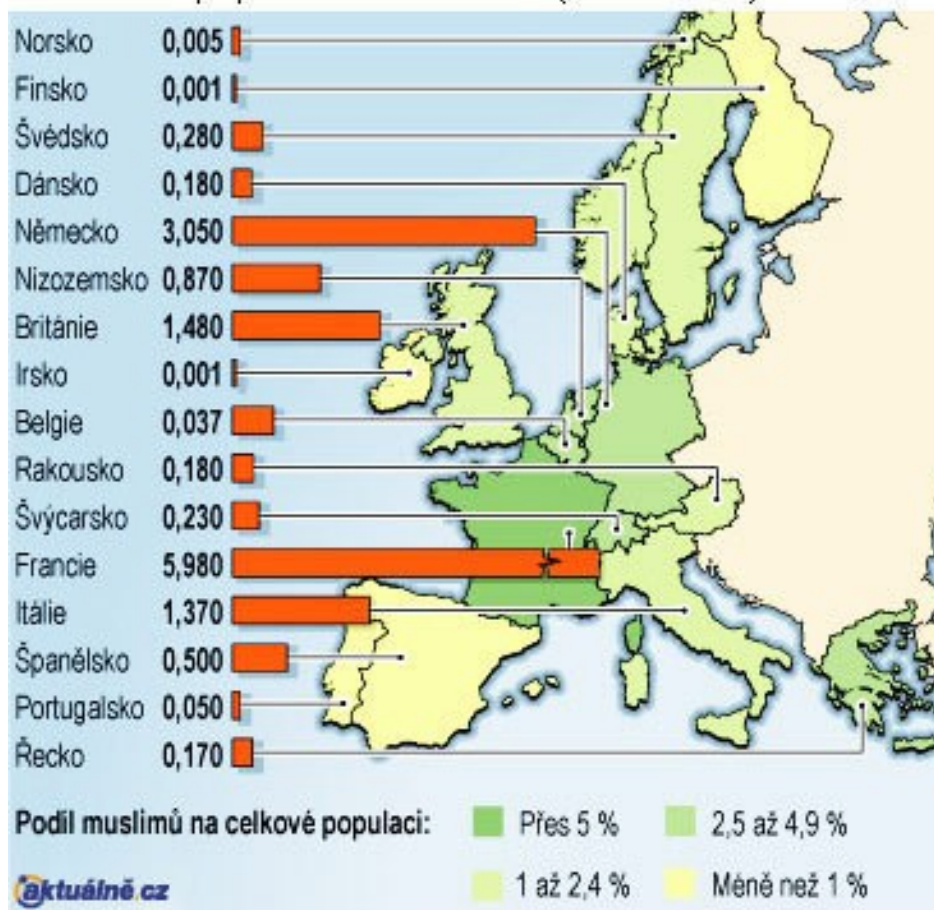 Norsko 0,005
Finsko 0,001
Švédsko 0,280
Dánsko 0,180
Německo 3,050
Nizozemsko 0,870
Británie 1,480
Irsko 0,001
Belgie 0,037
Rakousko 0,180
Švýcarsko 0,230
Francie 5,980
Itálie 1,370
Španělsko 0,500
Portugalsko 0,050
Řecko 0,170
Podíl muslimů na celkové populaci: Přes 5 % 2,5 až 4,9 %
1 až 2,4 % Méně než 1 %
aktuálně.cz